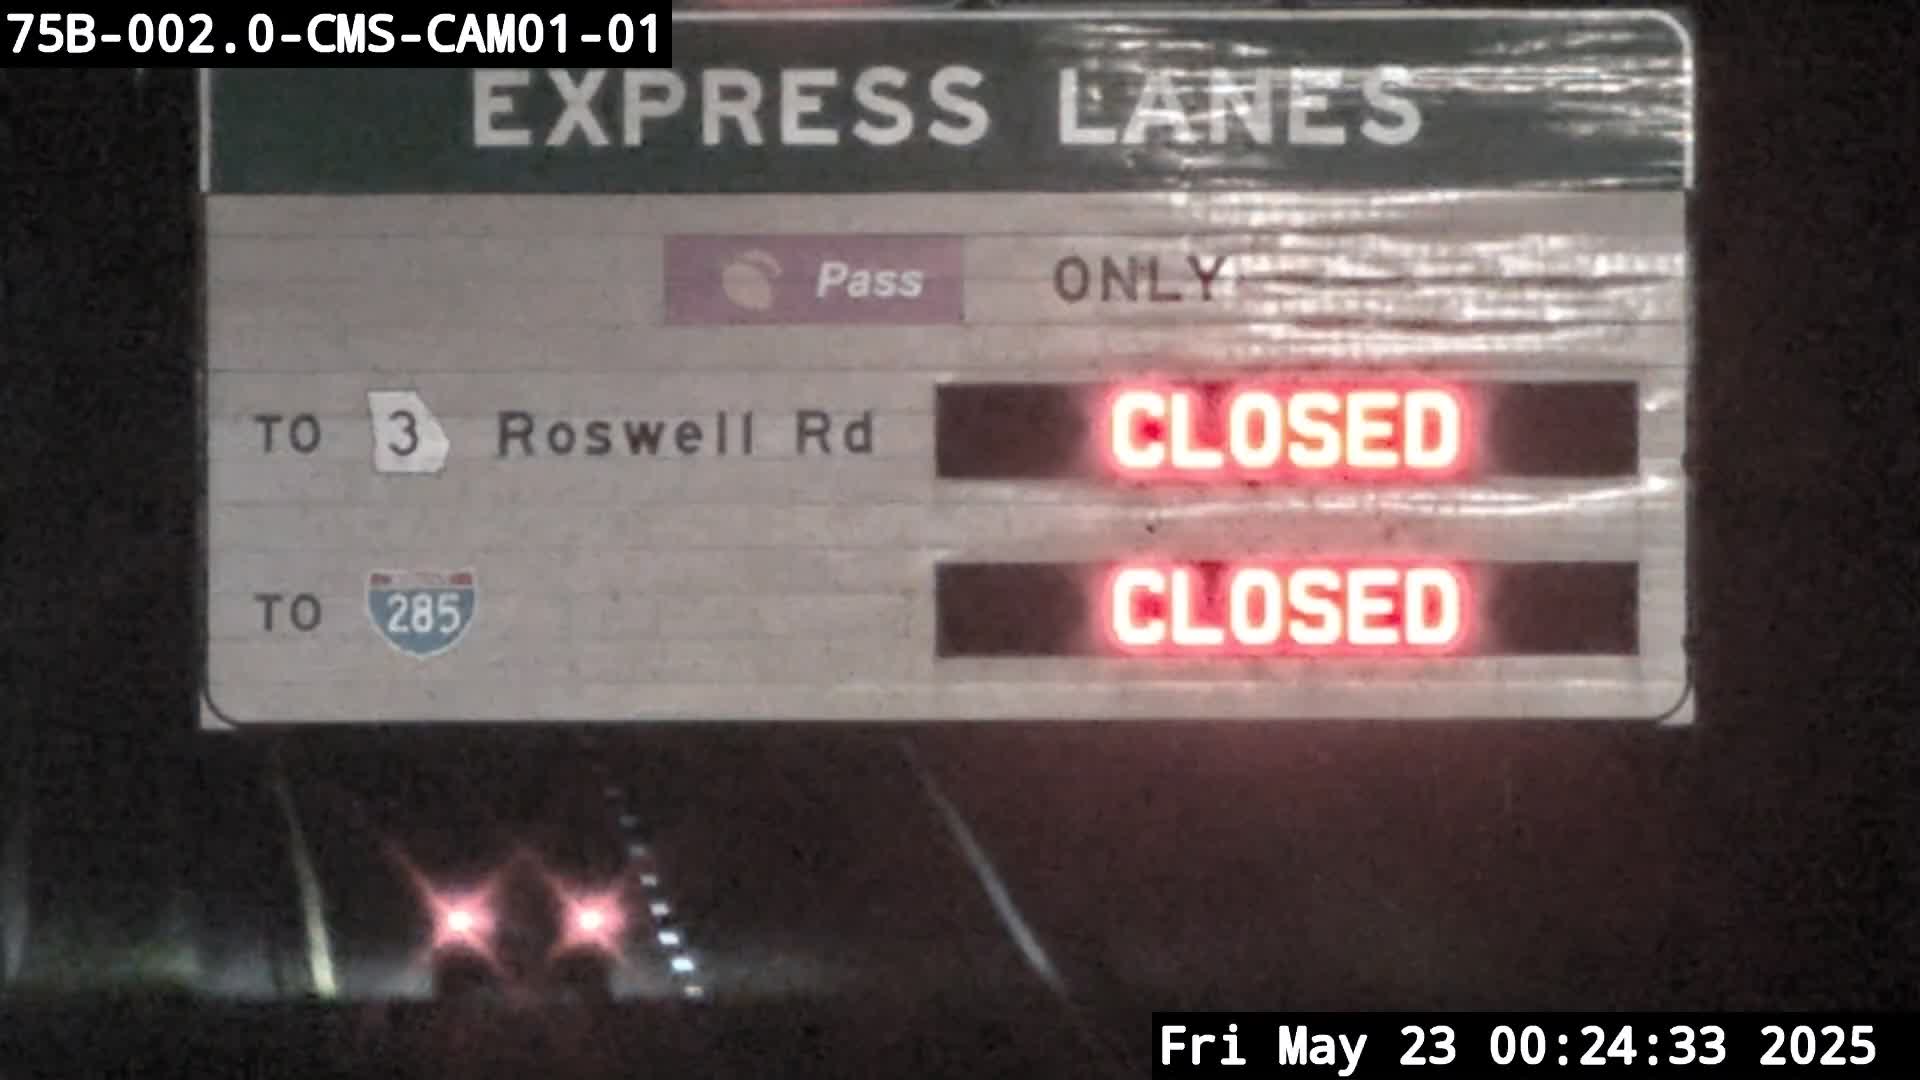 75B-002.0-CMS-CAM01-01
EXPRESS LANES
Pass ONLY
TO 3 Roswell Rd CLOSED
TO 285 CLOSED
Fri May 23 00:24:33 2025